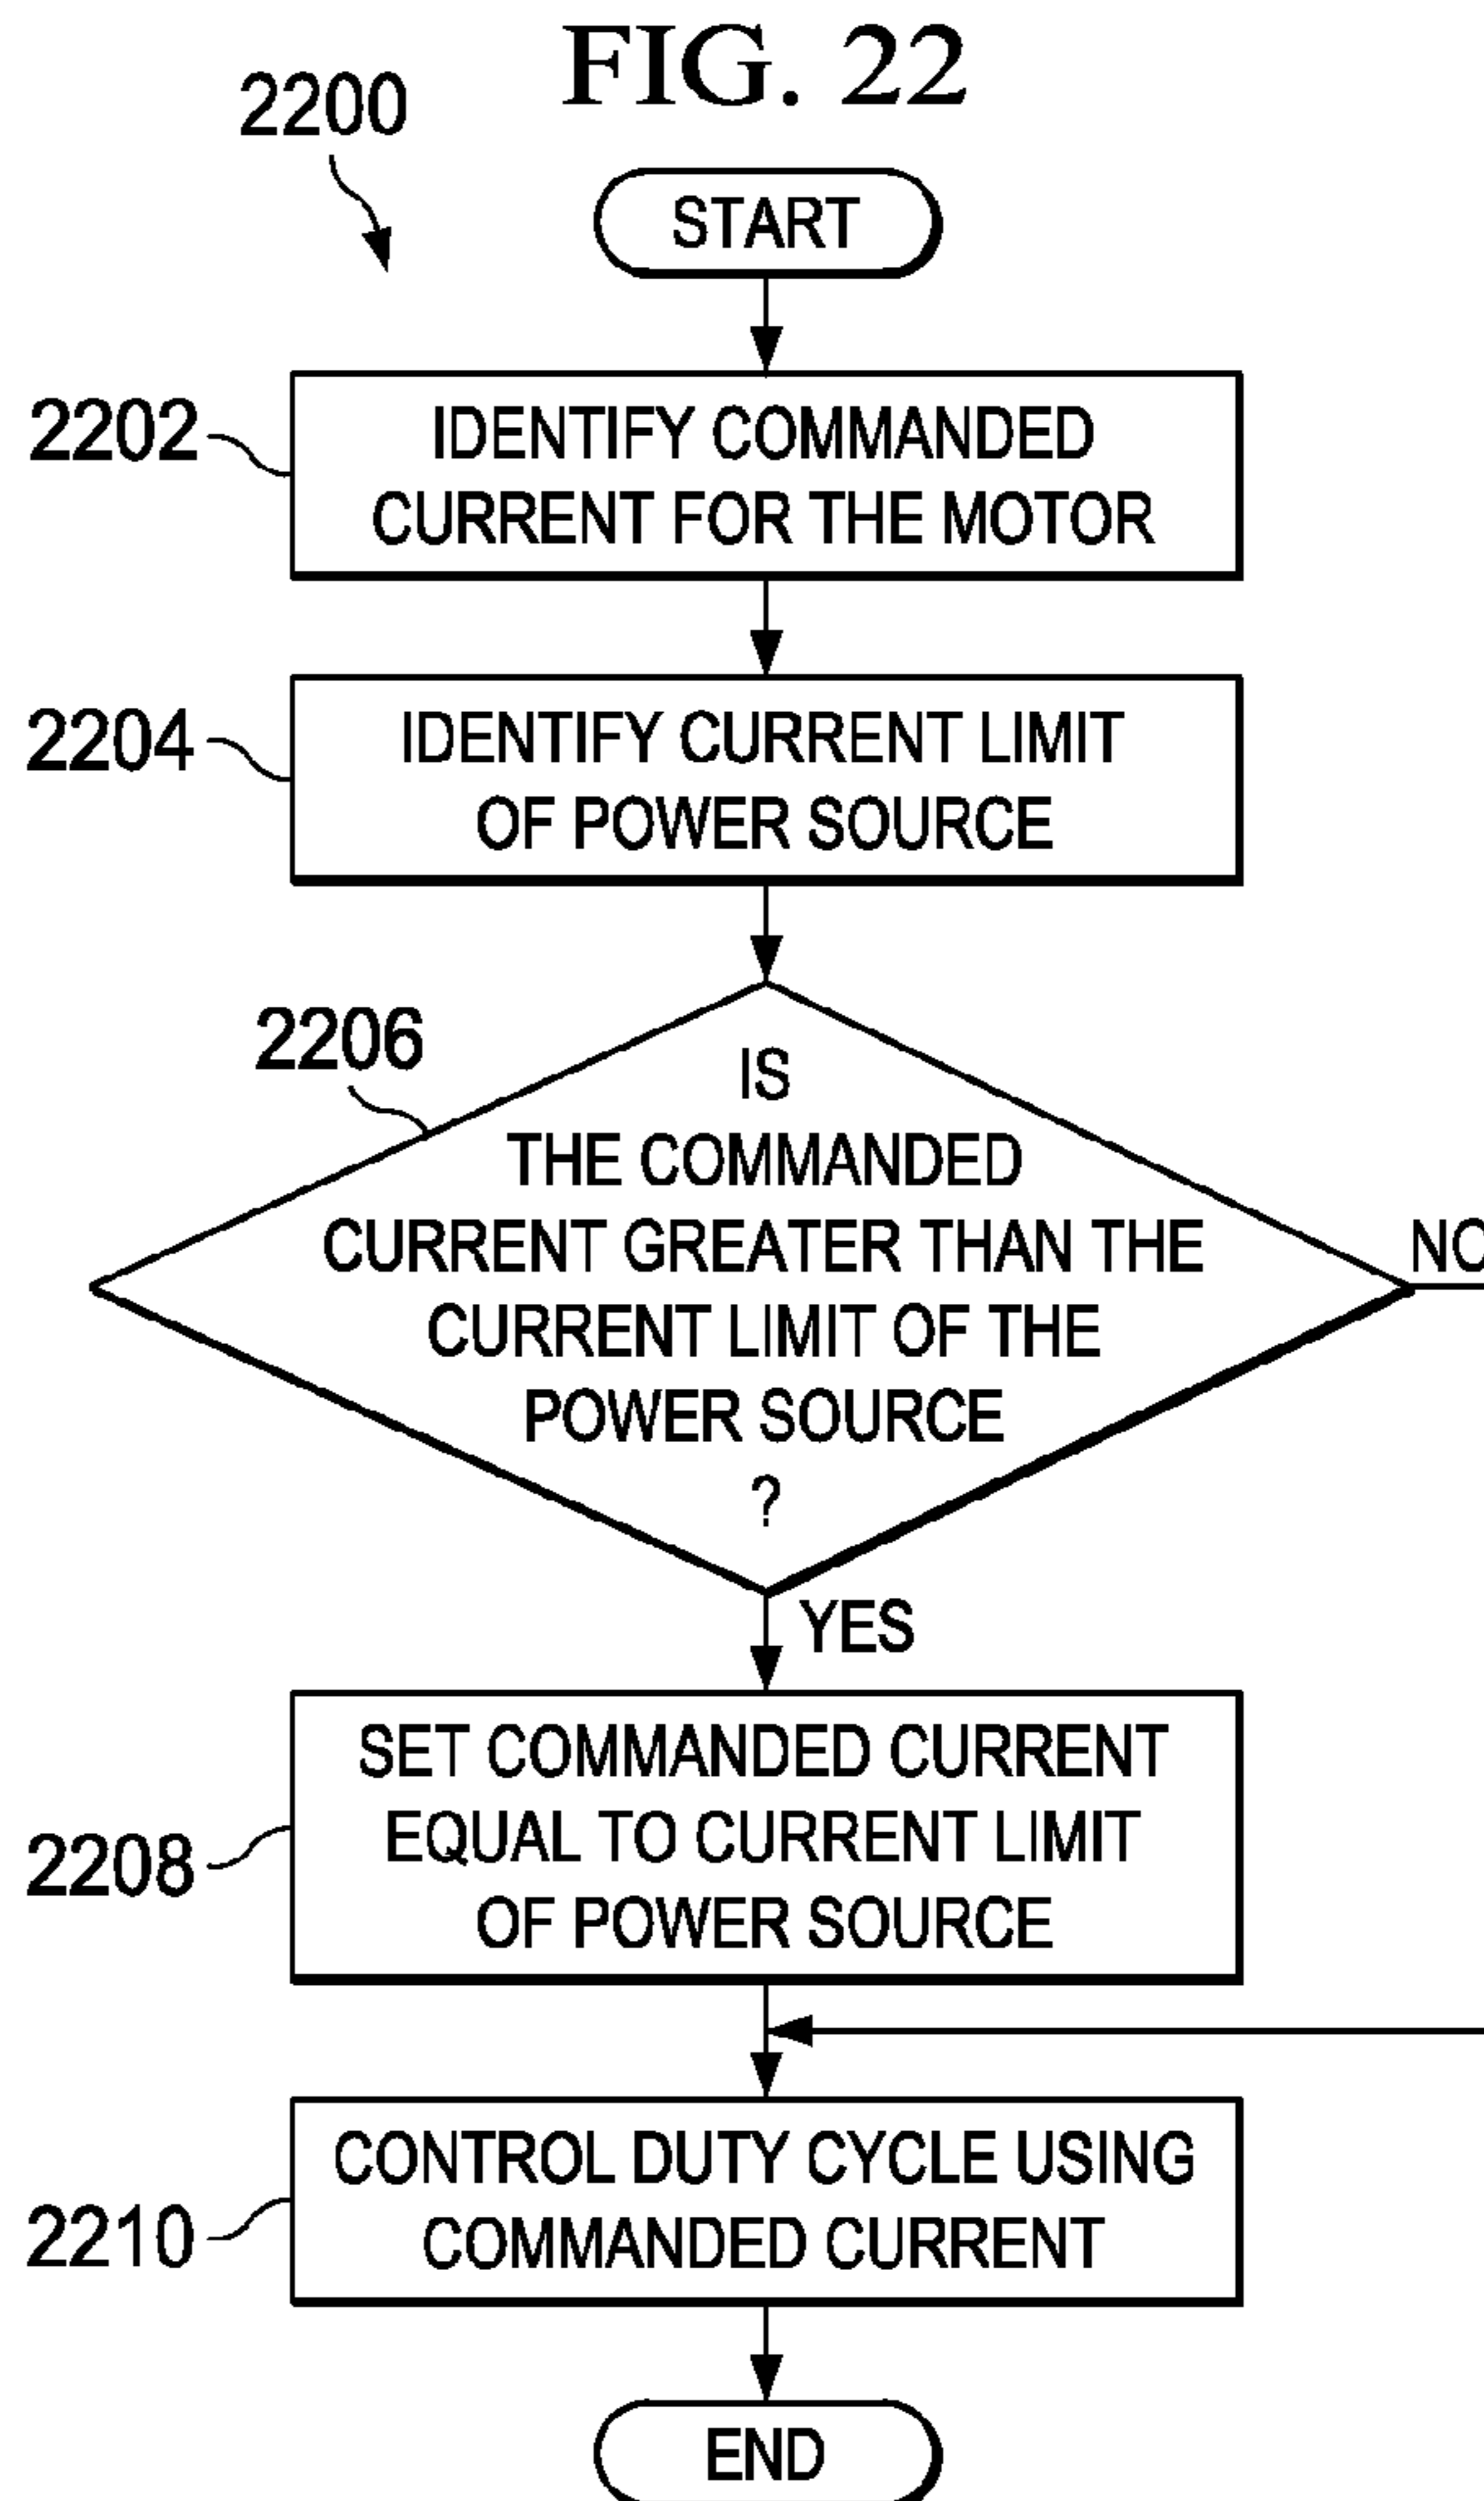 FIG. 22
2200
START
2202
IDENTIFY COMMANDED
CURRENT FOR THE MOTOR
2204
IDENTIFY CURRENT LIMIT
OF POWER SOURCE
2206
IS
THE COMMANDED
CURRENT GREATER THAN THE
CURRENT LIMIT OF THE
POWER SOURCE
?
NO
YES
2208
SET COMMANDED CURRENT
EQUAL TO CURRENT LIMIT
OF POWER SOURCE
2210
CONTROL DUTY CYCLE USING
COMMANDED CURRENT
END